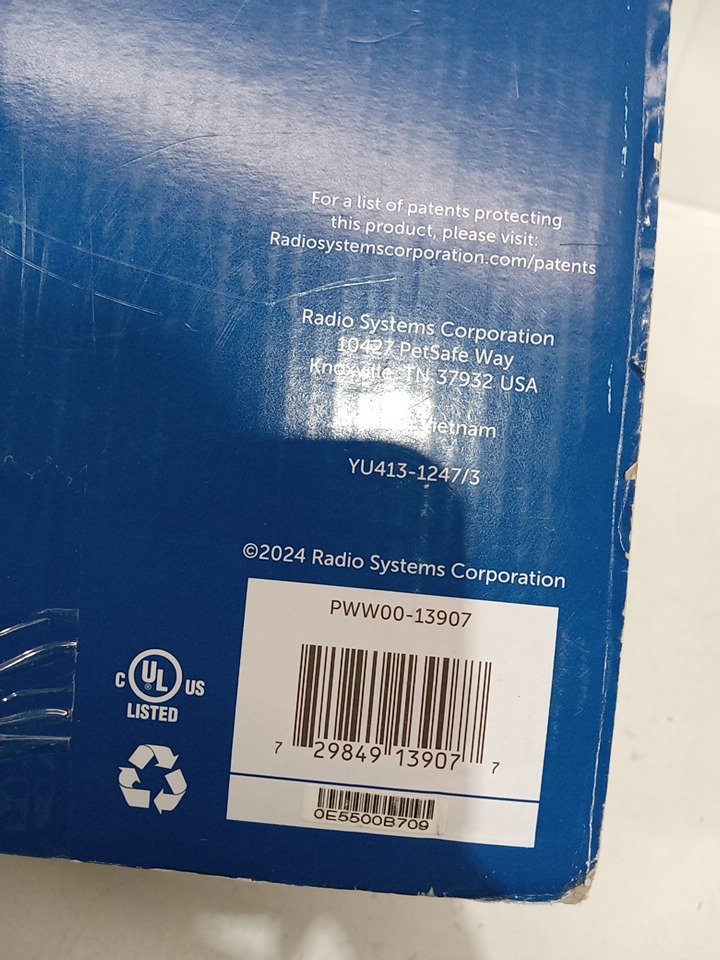 For a list of patents protecting
this product, please visit:
Radiosystemscorporation.com/patents
Radio Systems Corporation
10427 PetSafe Way
Knoxville, TN 37932 USA
Vietnam
YU413-1247/3
©2024 Radio Systems Corporation
PWW00-13907
7 29849 13907 7
0E5500B709
C UL ® US
LISTED